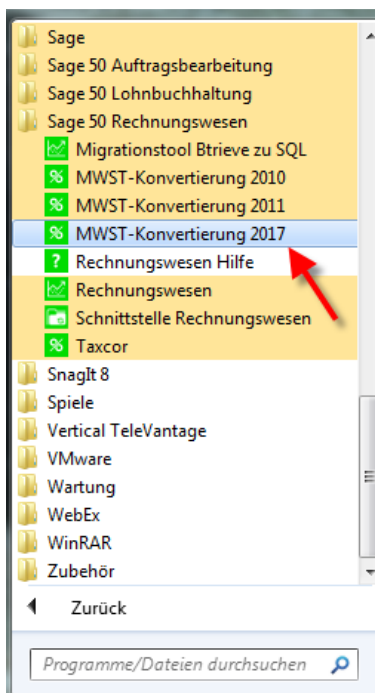 Sage
Sage 50 Auftragsbearbeitung
Sage 50 Lohnbuchhaltung
Sage 50 Rechnungswesen
Migrationstool Btrieve zu SQL
% MWST-Konvertierung 2010
% MWST-Konvertierung 2011
% MWST-Konvertierung 2017
? Rechnungswesen Hilfe
Rechnungswesen
Schnittstelle Rechnungswesen
% Taxcor
SnagIt 8
Spiele
Vertical TeleVantage
VMware
Wartung
WebEx
WinRAR
Zubehör
Zurück
Programme/Dateien durchsuchen